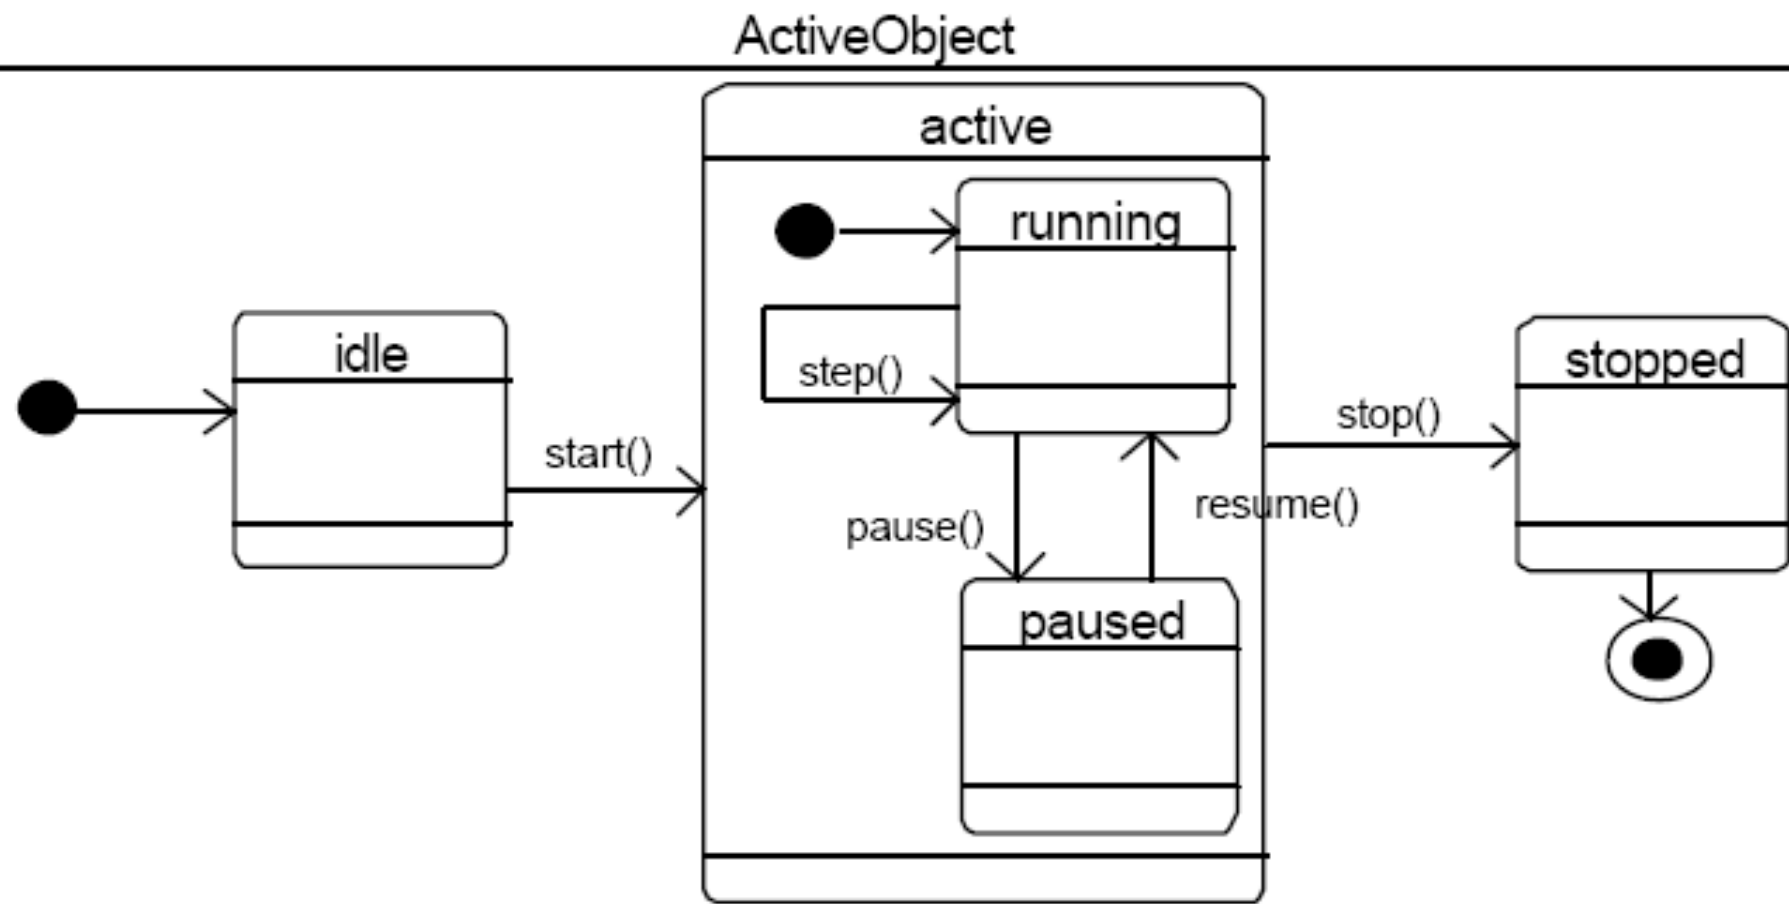 ActiveObject
active
running
idle
step()
stopped
start()
stop()
pause()
resume()
paused